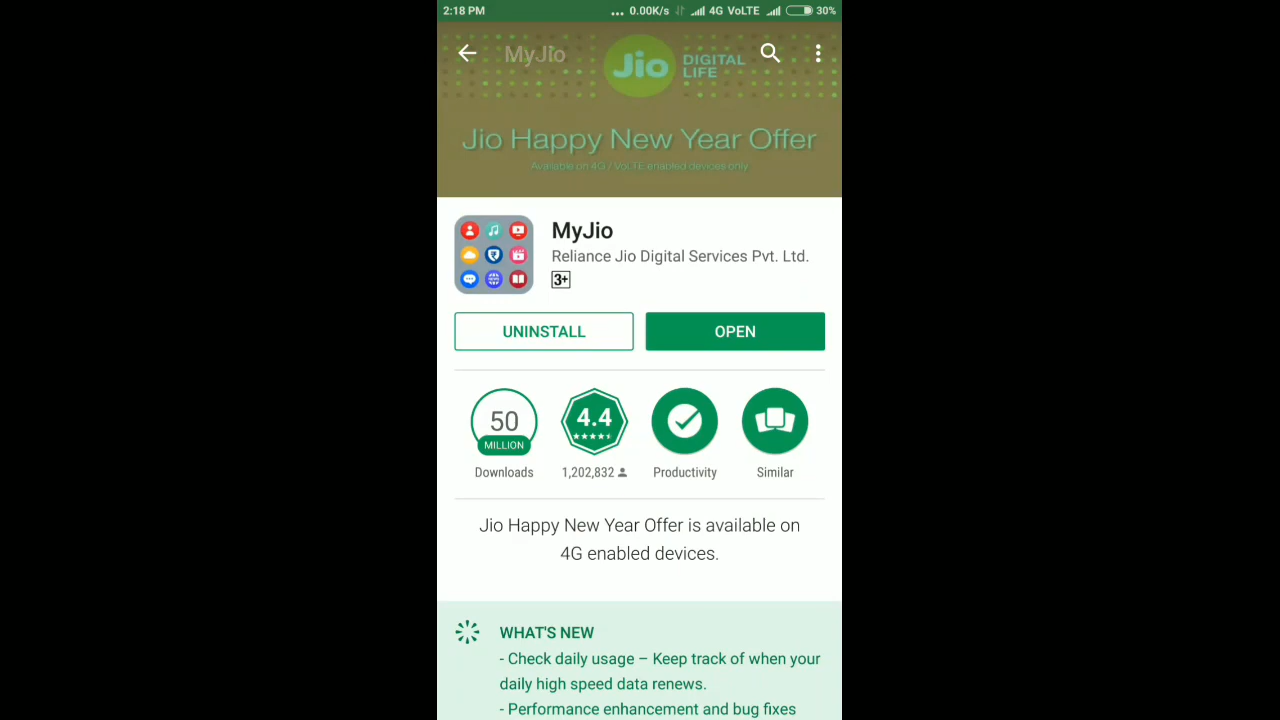 2:18 PM ... 0.00K/s 4G VoLTE 30%
MyJio Jio DIGITAL
LIFE
Jio Happy New Year Offer
Available on 4G / VoLTE enabled devices only
MyJio
Reliance Jio Digital Services Pvt. Ltd.
3+
UNINSTALL OPEN
50 4.4
MILLION
Downloads 1,202,832 Productivity Similar
Jio Happy New Year Offer is available on
4G enabled devices.
WHAT'S NEW
- Check daily usage – Keep track of when your
daily high speed data renews.
- Performance enhancement and bug fixes